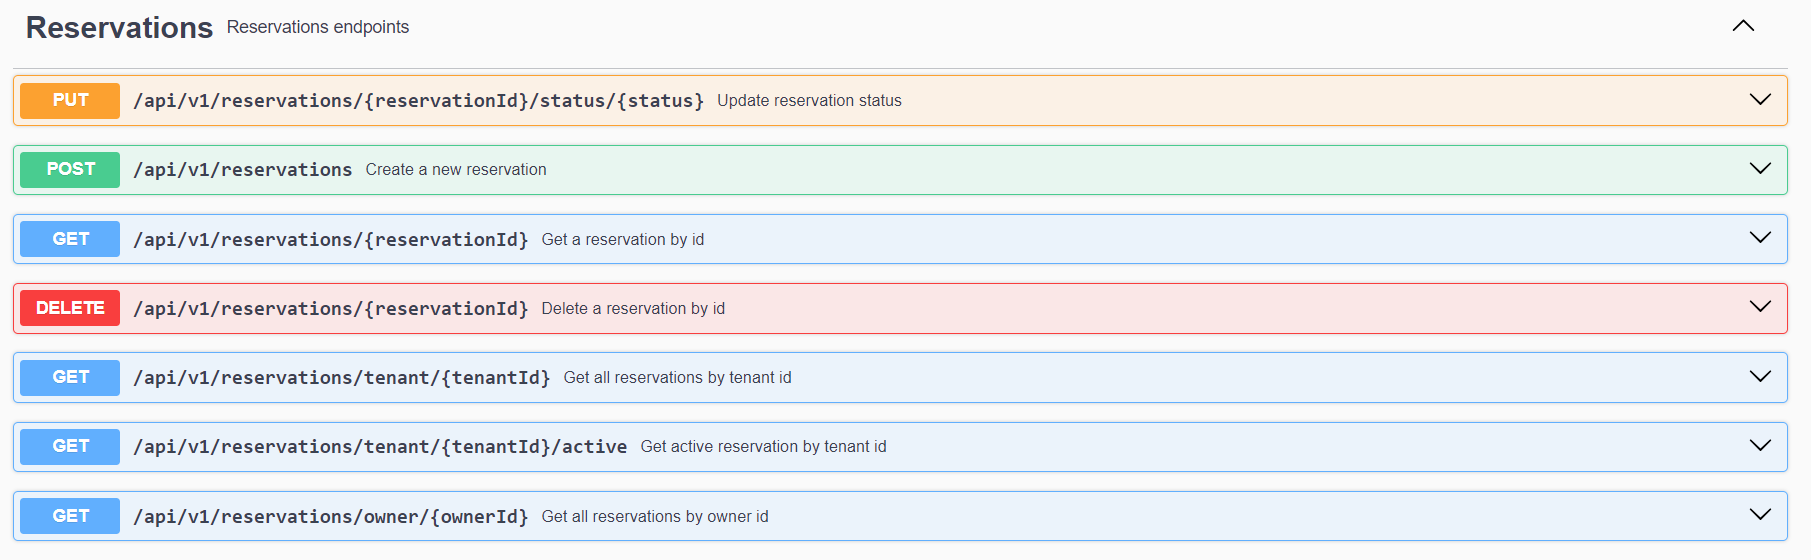 Reservations Reservations endpoints
PUT /api/v1/reservations/{reservationId}/status/{status} Update reservation status
POST /api/v1/reservations Create a new reservation
GET /api/v1/reservations/{reservationId} Get a reservation by id
DELETE /api/v1/reservations/{reservationId} Delete a reservation by id
GET /api/v1/reservations/tenant/{tenantId} Get all reservations by tenant id
GET /api/v1/reservations/tenant/{tenantId}/active Get active reservation by tenant id
GET /api/v1/reservations/owner/{ownerId} Get all reservations by owner id